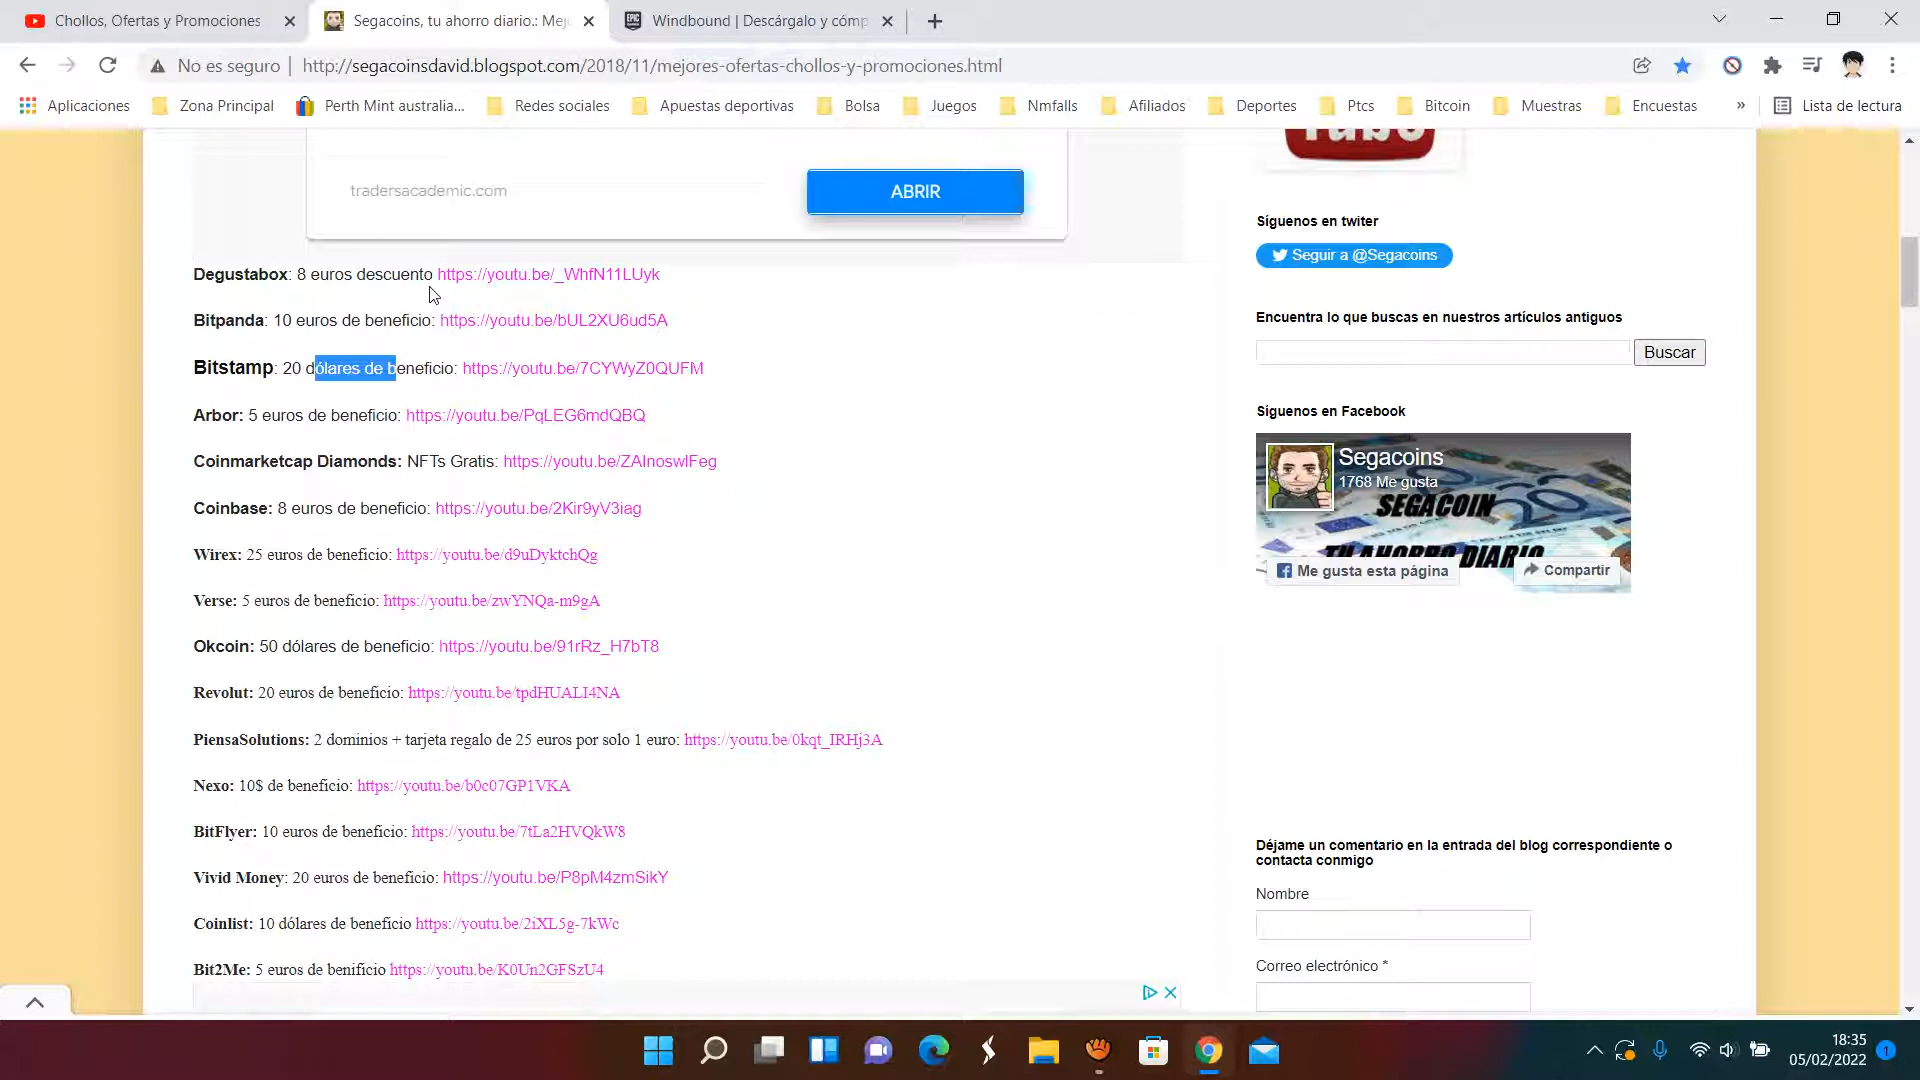 Chollos, Ofertas y Promociones
Segacoins, tu ahorro diario.: Mej
Windbound | Descárgalo y cómp
No es seguro
http://segacoinsdavid.blogspot.com/2018/11/mejores-ofertas-chollos-y-promociones.html
Aplicaciones
Zona Principal
Perth Mint australia...
Redes sociales
Apuestas deportivas
Bolsa
Juegos
Nmfalls
Afiliados
Deportes
Ptcs
Bitcoin
Muestras
Encuestas
»
Lista de lectura
tradersacademic.com
ABRIR
Degustabox: 8 euros descuento https://youtu.be/_WhfN11LUyk
Bitpanda: 10 euros de beneficio: https://youtu.be/bUL2XU6ud5A
Bitstamp: 20 dólares de beneficio: https://youtu.be/7CYWyZ0QUFM
Arbor: 5 euros de beneficio: https://youtu.be/PqLEG6mdQBQ
Coinmarketcap Diamonds: NFTs Gratis: https://youtu.be/ZAInoswlFeg
Coinbase: 8 euros de beneficio: https://youtu.be/2Kir9yV3iag
Wirex: 25 euros de beneficio: https://youtu.be/d9uDyktchQg
Verse: 5 euros de beneficio: https://youtu.be/zwYNQa-m9gA
Okcoin: 50 dólares de beneficio: https://youtu.be/91rRz_H7bT8
Revolut: 20 euros de beneficio: https://youtu.be/tpdHUALI4NA
PiensaSolutions: 2 dominios + tarjeta regalo de 25 euros por solo 1 euro: https://youtu.be/0kqt_IRHj3A
Nexo: 10$ de beneficio: https://youtu.be/b0c07GP1VKA
BitFlyer: 10 euros de beneficio: https://youtu.be/7tLa2HVQkW8
Vivid Money: 20 euros de beneficio: https://youtu.be/P8pM4zmSikY
Coinlist: 10 dólares de beneficio https://youtu.be/2iXL5g-7kWc
Bit2Me: 5 euros de benificio https://youtu.be/K0Un2GFSzU4
Tube
Síguenos en twiter
Seguir a @Segacoins
Encuentra lo que buscas en nuestros artículos antiguos
Buscar
Síguenos en Facebook
Segacoins
1768 Me gusta
SEGACOIN
TU AHORRO DIARIO
Me gusta esta página
Compartir
Déjame un comentario en la entrada del blog correspondiente o
contacta conmigo
Nombre
Correo electrónico *
18:35
05/02/2022
1